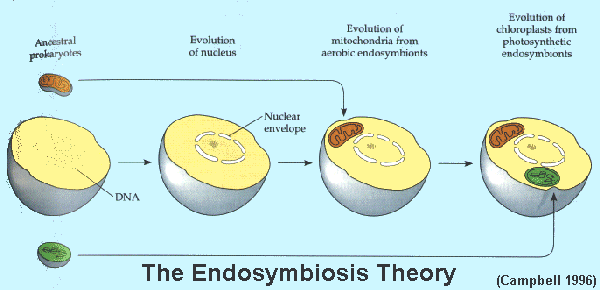 Ancestral
prokaryotes
Evolution
of nucleus
Evolution of
mitochondria from
aerobic endosymbionts
Evolution of
chloroplasts from
photosynthetic
endosymbionts
Nuclear
envelope
DNA
The Endosymbiosis Theory
(Campbell 1996)